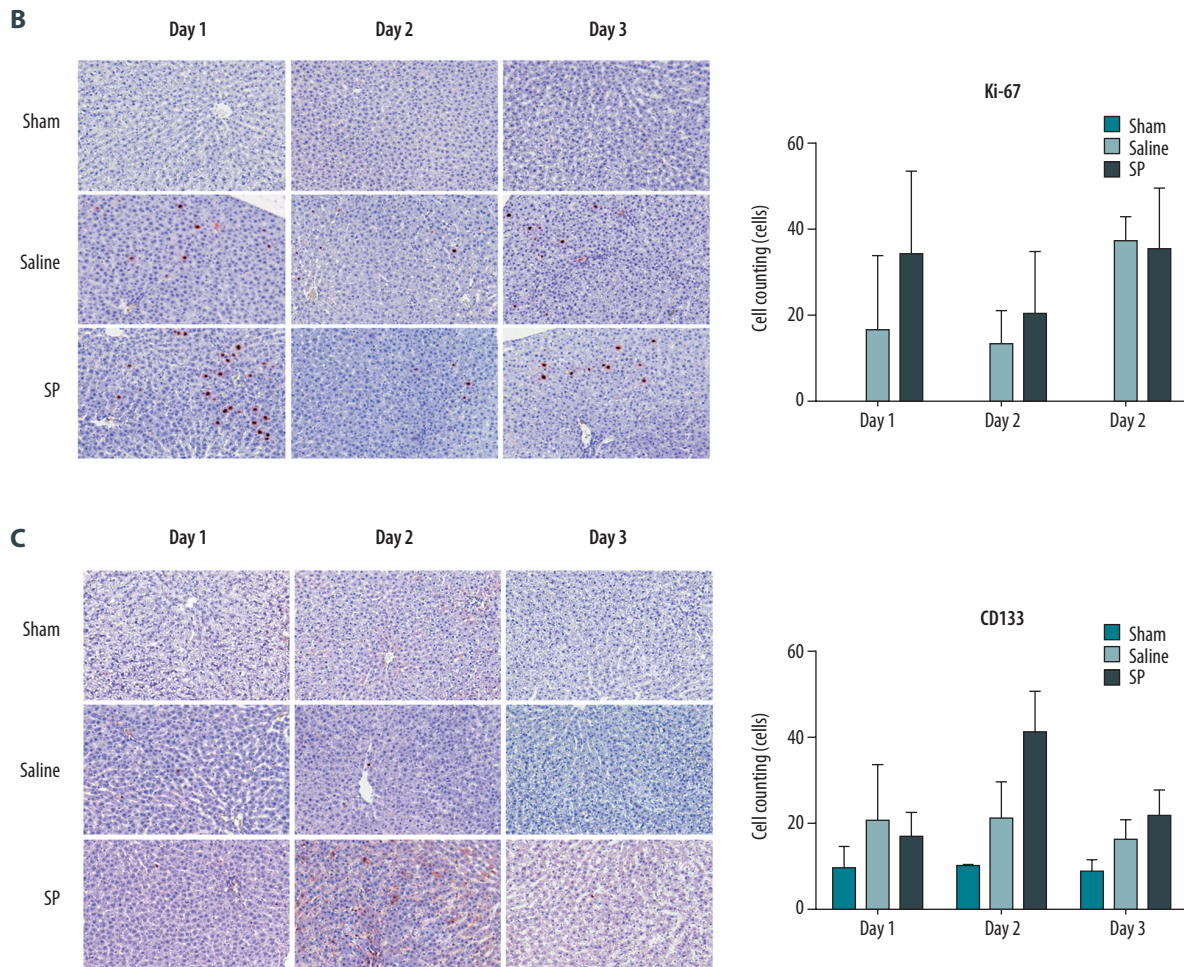 B
Day 1 Day 2 Day 3
Sham
Saline
SP
Ki-67
Sham
Saline
SP
Cell counting (cells)
60
40
20
0
Day 1 Day 2 Day 2
C
Day 1 Day 2 Day 3
Sham
Saline
SP
CD133
Sham
Saline
SP
Cell counting (cells)
60
40
20
0
Day 1 Day 2 Day 3